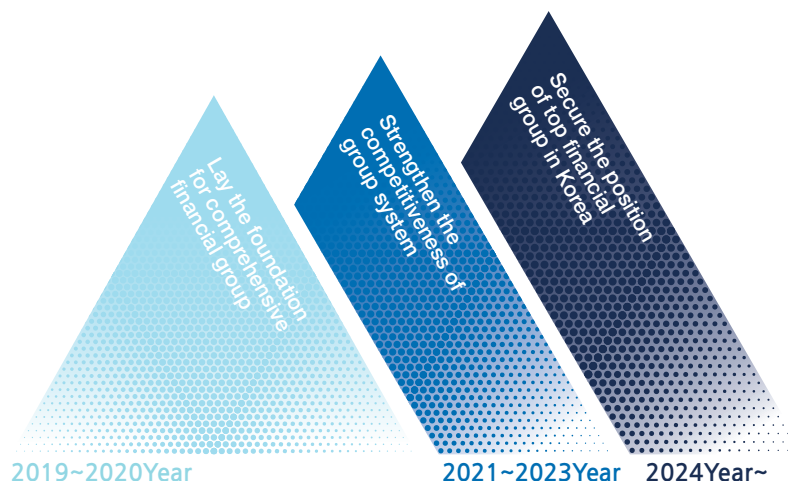 Lay the foundation
for comprehensive
financial group
Strengthen the
competitiveness of
group system
Secure the position
of top financial
group in Korea
2019~2020Year
2021~2023Year
2024Year~